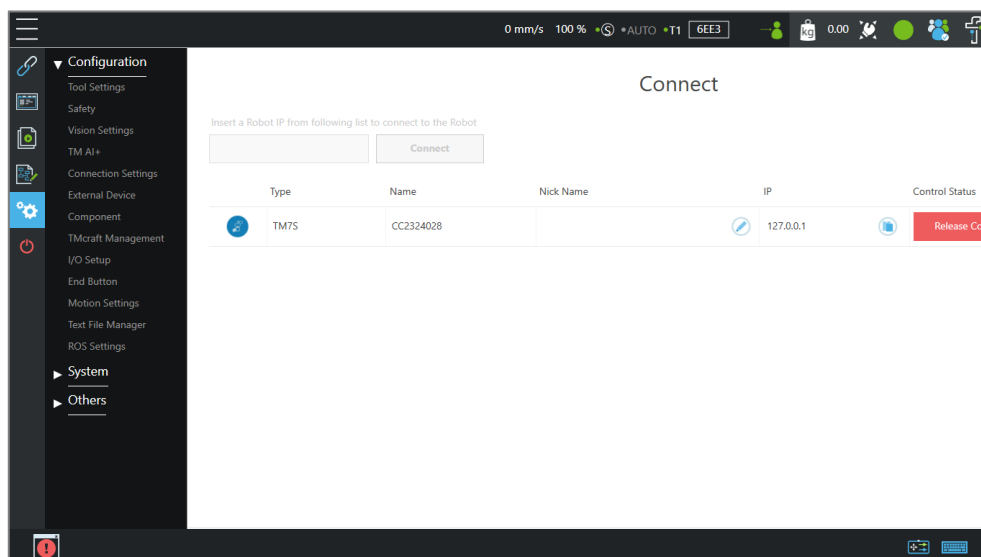 0 mm/s 100 % S AUTO T1 6EE3 kg 0.00
Configuration
Tool Settings
Safety
Vision Settings
TM AI+
Connection Settings
External Device
Component
TMcraft Management
I/O Setup
End Button
Motion Settings
Text File Manager
ROS Settings
System
Others
Connect
Insert a Robot IP from following list to connect to the Robot
Connect
Type Name Nick Name IP Control Status
TM7S CC2324028 127.0.0.1 Release Co